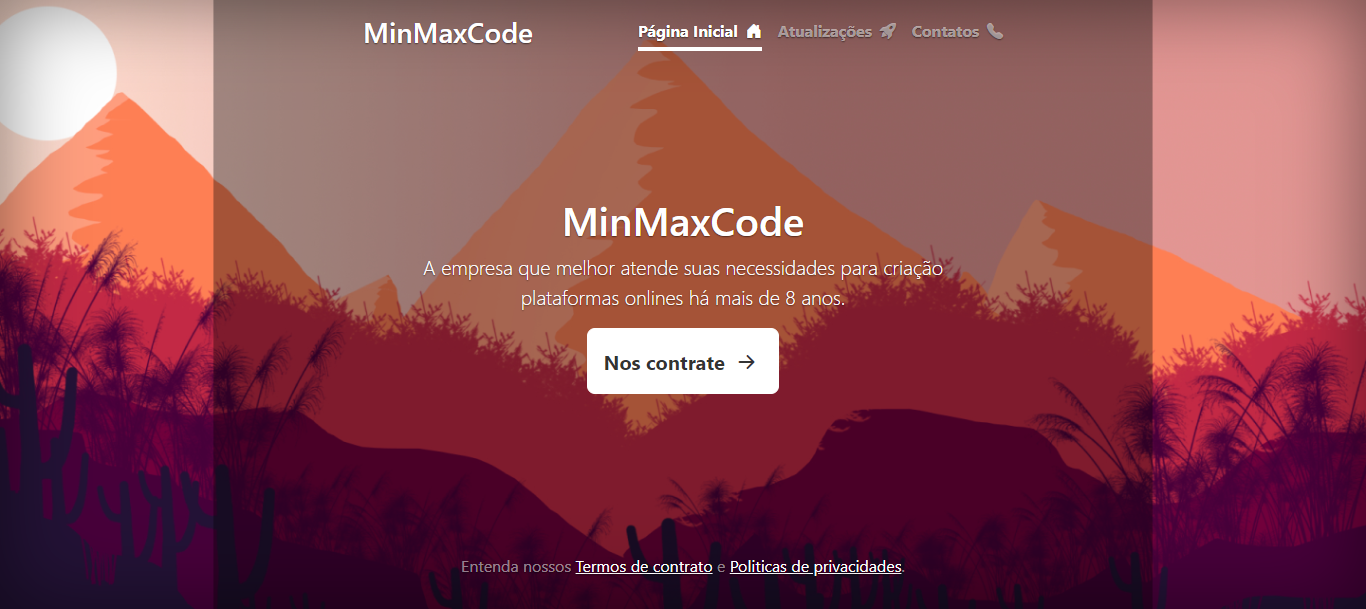 MinMaxCode
Página Inicial Atualizações Contatos
MinMaxCode
A empresa que melhor atende suas necessidades para criação
plataformas onlines há mais de 8 anos.
Nos contrate →
Entenda nossos Termos de contrato e Politicas de privacidades.